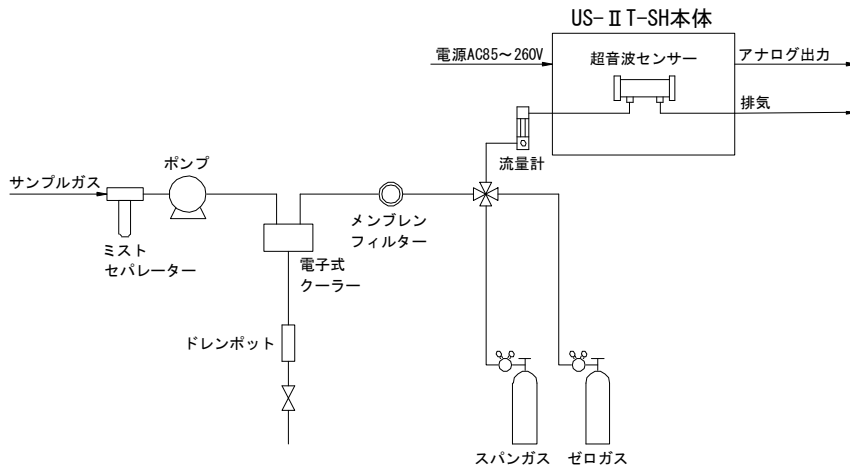 US-ⅡT-SH本体
電源AC85～260V
超音波センサー
アナログ出力
排気
流量計
ポンプ
サンプルガス
メンブレン
フィルター
ミスト
セパレーター
電子式
クーラー
ドレンポット
スパンガス
ゼロガス